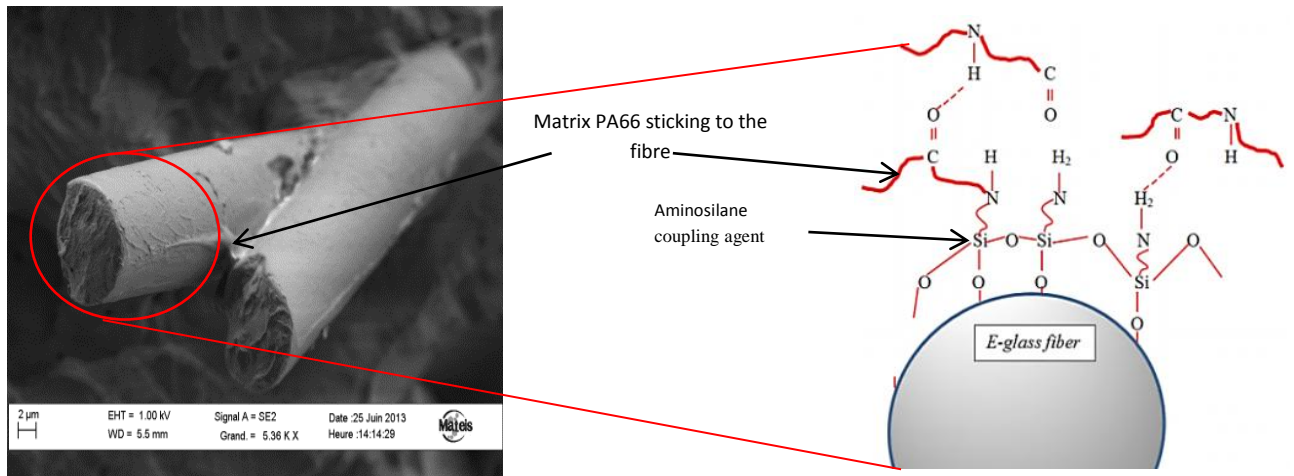 Matrix PA66 sticking to the
fibre
Aminosilane
coupling agent
N
H
C
O
O
C
H
N
H₂
N
C
N
O
H
H₂
N
Si
O
Si
O
Si
O
O
O
O
O
E-glass fiber
2 µm
EHT = 1.00 kV
Signal A = SE2
Date :25 Juin 2013
WD = 5.5 mm
Grand. = 5.36 K X
Heure :14:14:29
Mateis